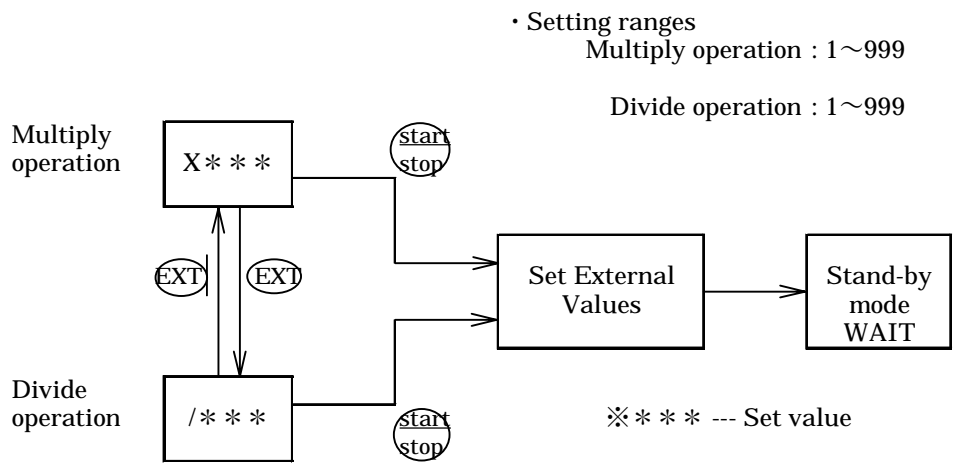 ・Setting ranges
Multiply operation : 1～999
Divide operation : 1～999
Multiply
operation
X＊＊＊
start
stop
EXT
EXT
Set External
Values
Stand-by
mode
WAIT
Divide
operation
/＊＊＊
start
stop
※＊＊＊ --- Set value